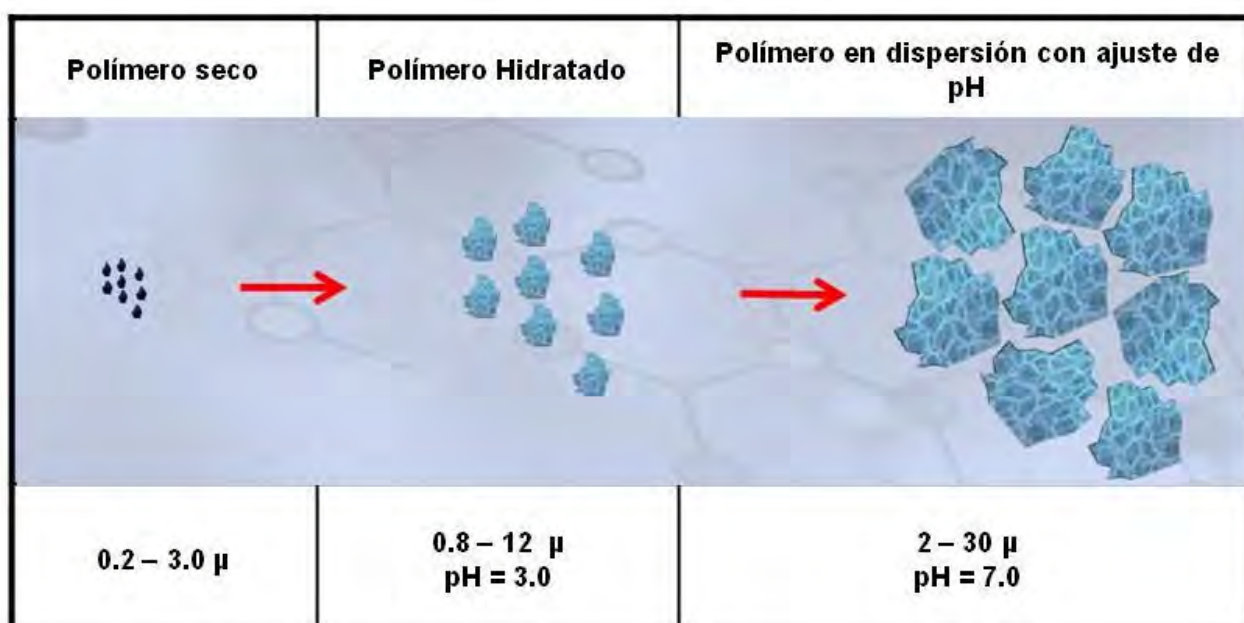 Polímero seco
Polímero Hidratado
Polímero en dispersión con ajuste de
pH
0.2 – 3.0 µ
0.8 – 12 µ
pH = 3.0
2 – 30 µ
pH = 7.0